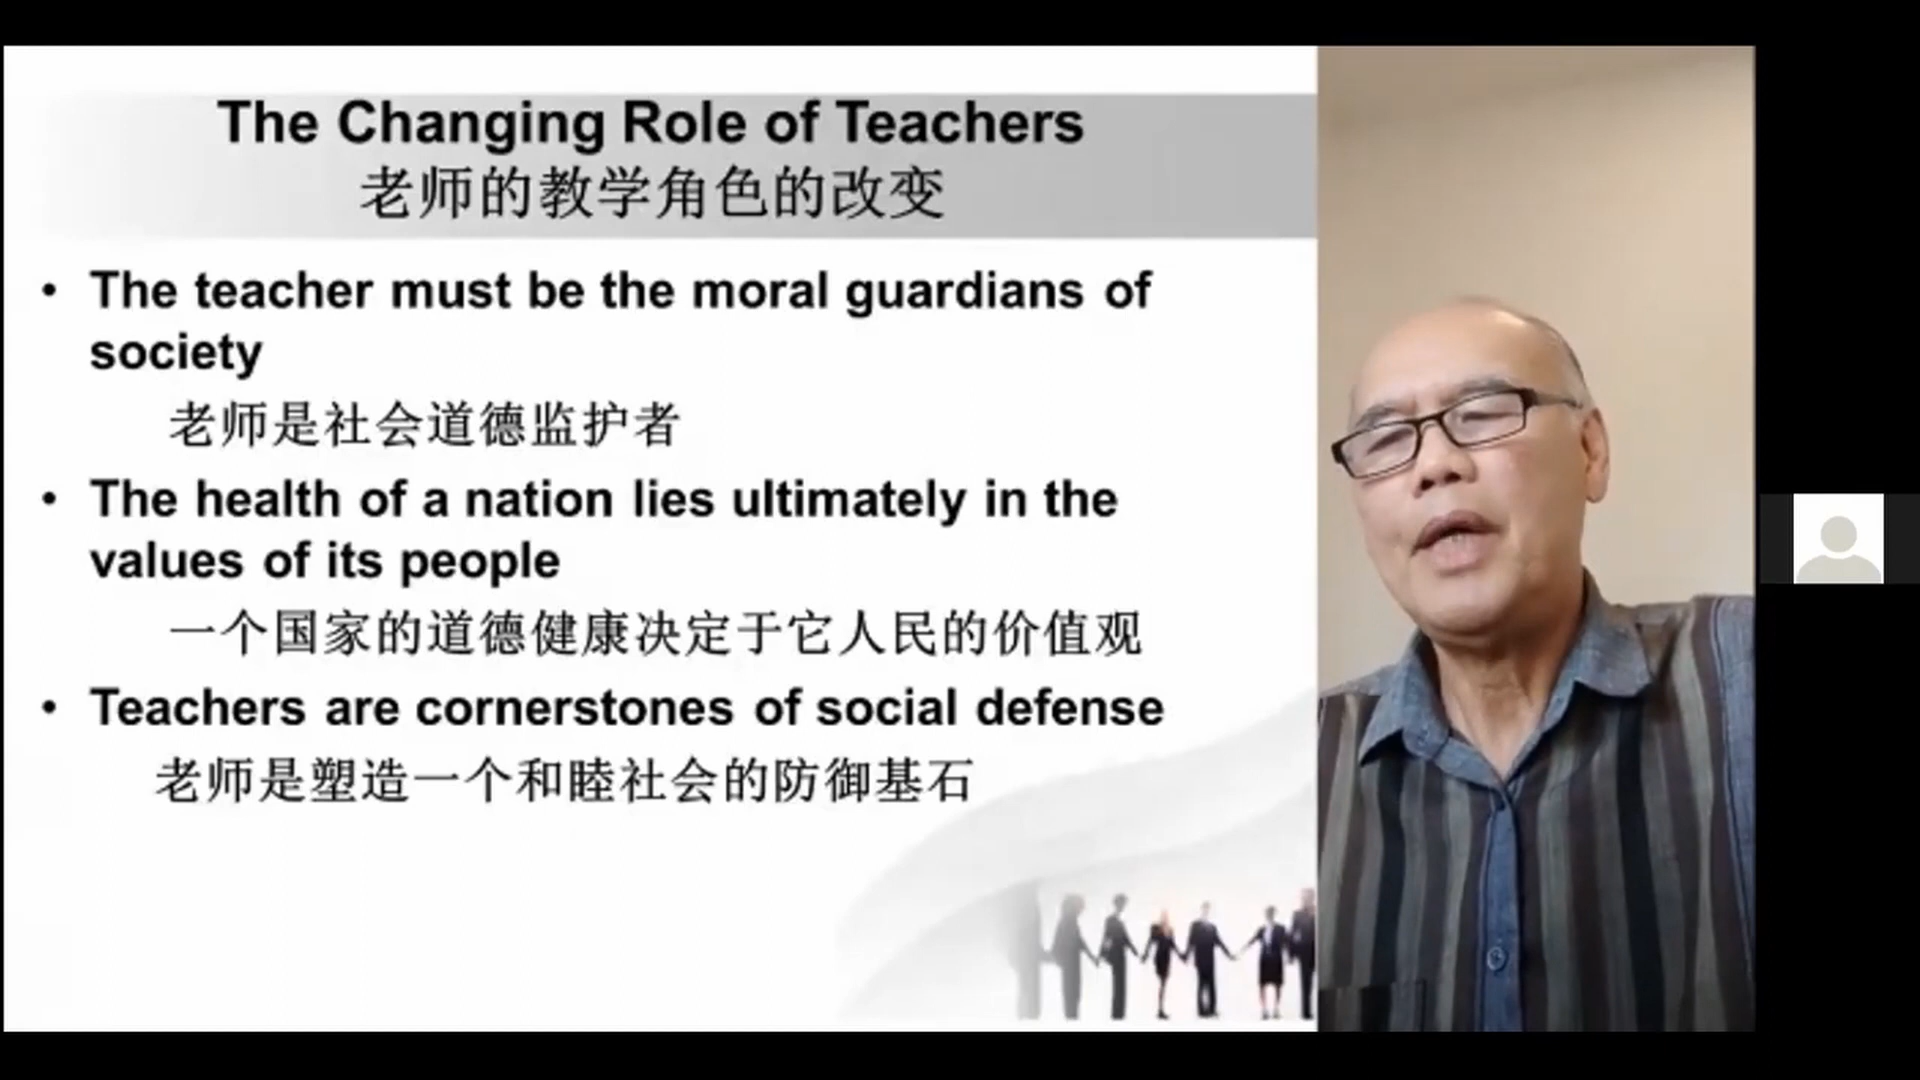 The Changing Role of Teachers
老师的教学角色的改变
• The teacher must be the moral guardians of
society
老师是社会道德监护者
• The health of a nation lies ultimately in the
values of its people
一个国家的道德健康决定于它人民的价值观
• Teachers are cornerstones of social defense
老师是塑造一个和睦社会的防御基石